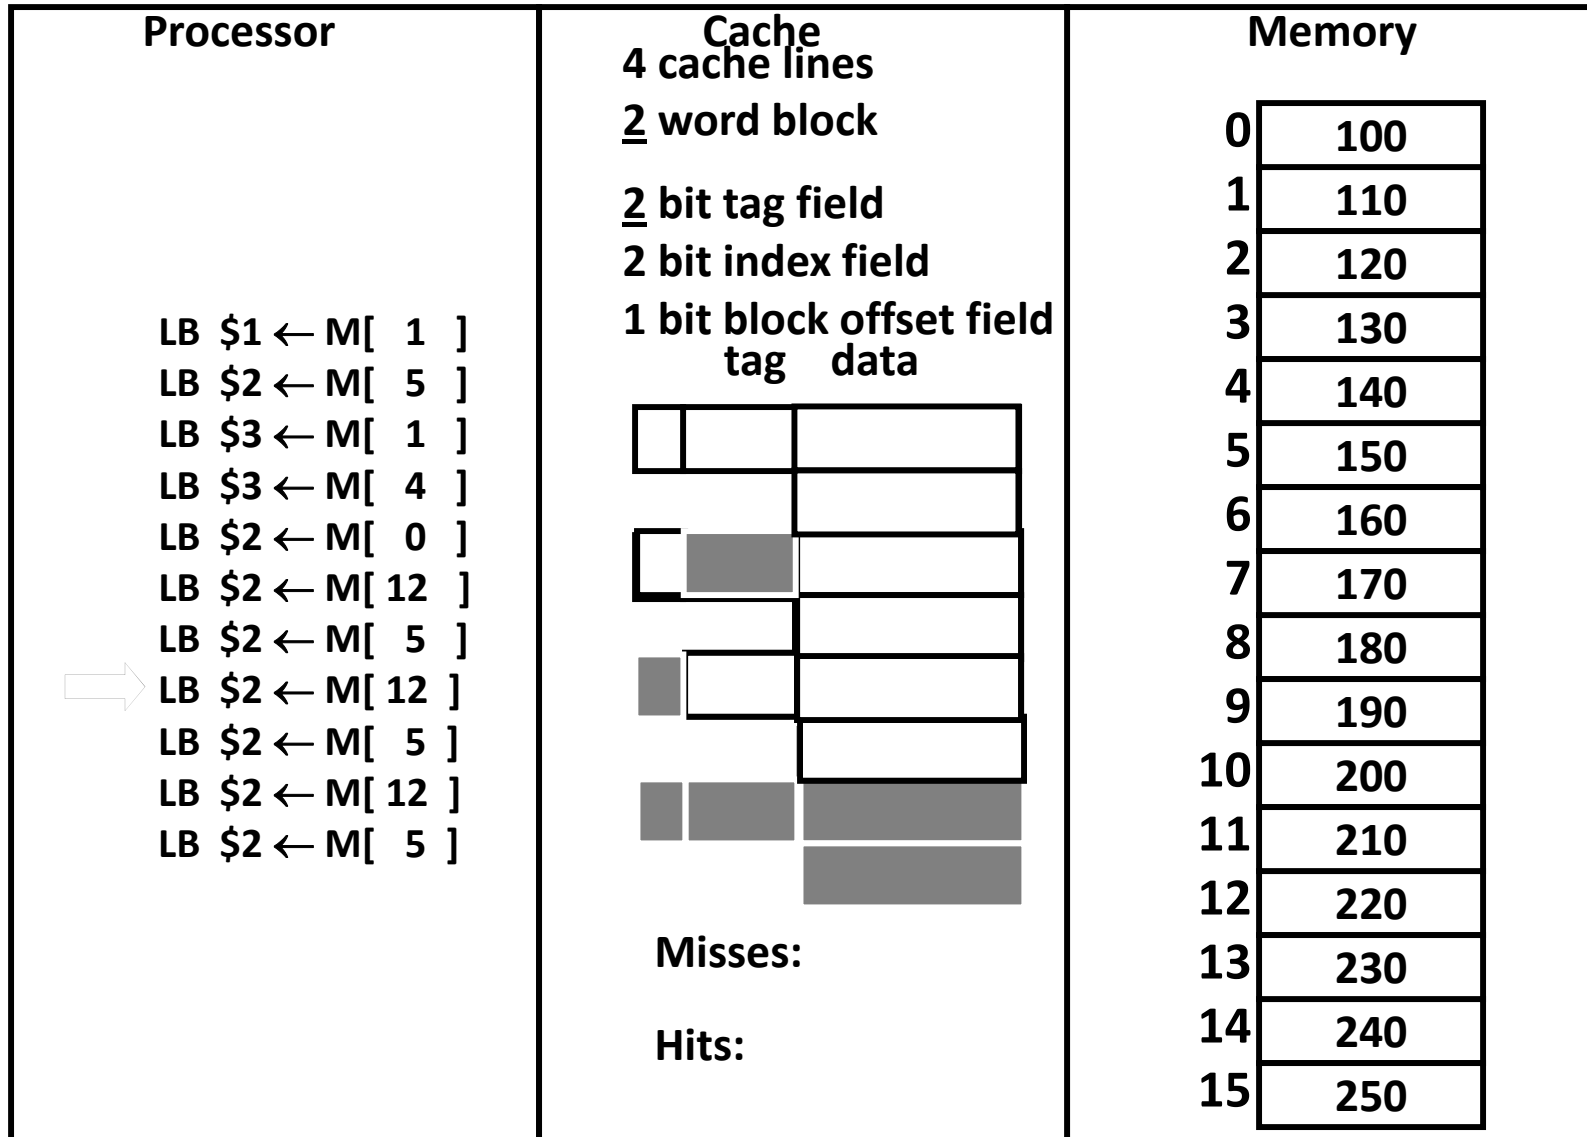 Processor
LB $1 ← M[ 1 ]
LB $2 ← M[ 5 ]
LB $3 ← M[ 1 ]
LB $3 ← M[ 4 ]
LB $2 ← M[ 0 ]
LB $2 ← M[ 12 ]
LB $2 ← M[ 5 ]
LB $2 ← M[ 12 ]
LB $2 ← M[ 5 ]
LB $2 ← M[ 12 ]
LB $2 ← M[ 5 ]
Cache
4 cache lines
2 word block
2 bit tag field
2 bit index field
1 bit block offset field
tag data
Misses:
Hits:
Memory
0 100
1 110
2 120
3 130
4 140
5 150
6 160
7 170
8 180
9 190
10 200
11 210
12 220
13 230
14 240
15 250